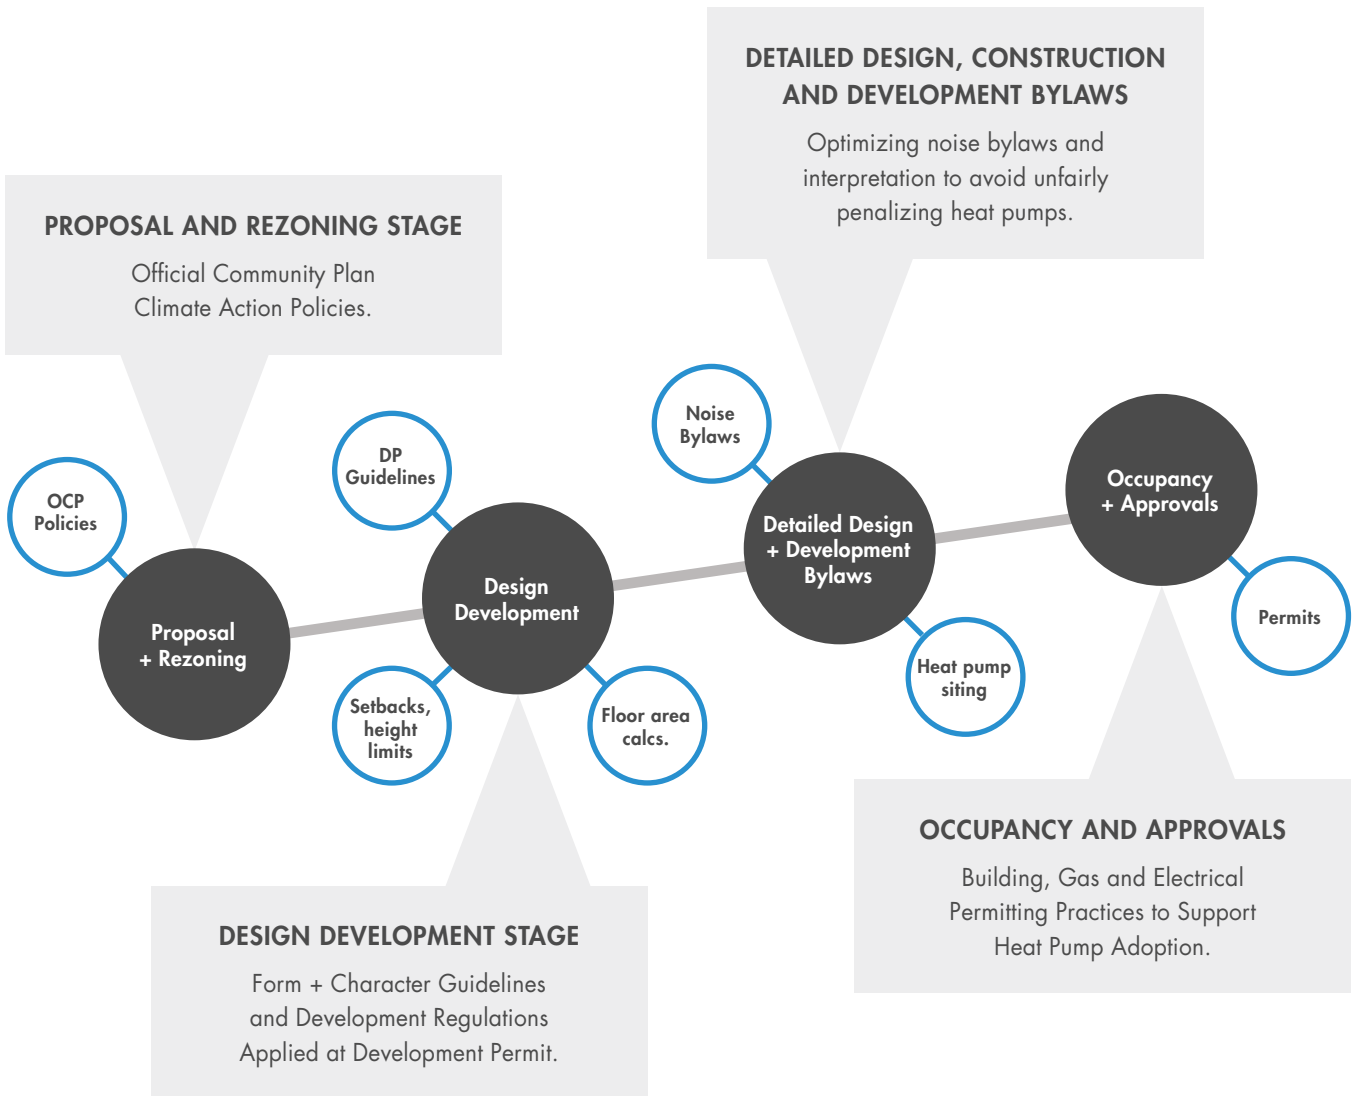 DETAILED DESIGN, CONSTRUCTION
AND DEVELOPMENT BYLAWS
Optimizing noise bylaws and
interpretation to avoid unfairly
penalizing heat pumps.
PROPOSAL AND REZONING STAGE
Official Community Plan
Climate Action Policies.
OCP
Policies
Proposal
+ Rezoning
DP
Guidelines
Design
Development
Setbacks,
height
limits
Floor area
calcs.
Noise
Bylaws
Detailed Design
+ Development
Bylaws
Heat pump
siting
Occupancy
+ Approvals
Permits
DESIGN DEVELOPMENT STAGE
Form + Character Guidelines
and Development Regulations
Applied at Development Permit.
OCCUPANCY AND APPROVALS
Building, Gas and Electrical
Permitting Practices to Support
Heat Pump Adoption.